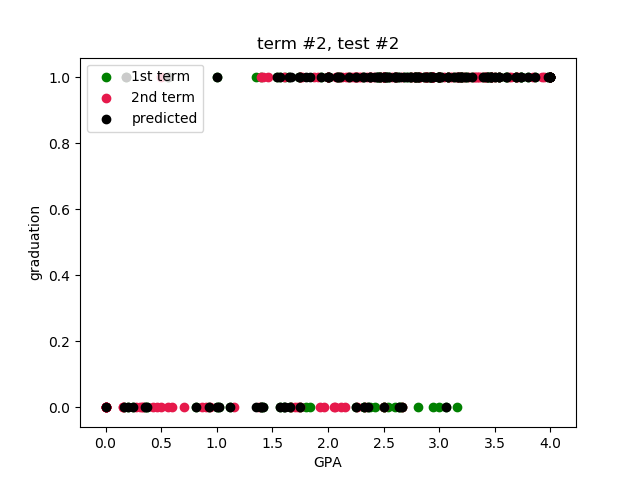 term #2, test #2
1st term
2nd term
predicted
graduation
1.0
0.8
0.6
0.4
0.2
0.0
0.0 0.5 1.0 1.5 2.0 2.5 3.0 3.5 4.0
GPA